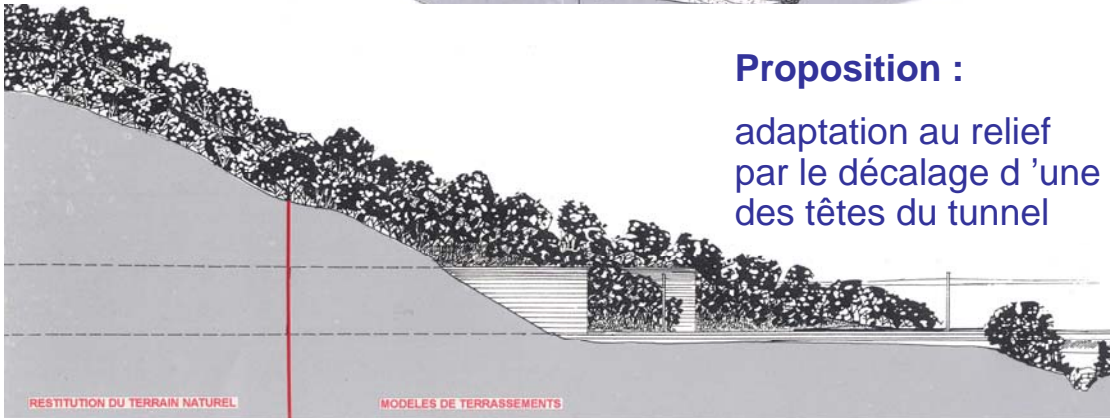 Proposition :
adaptation au relief
par le décalage d ’une
des têtes du tunnel
RESTITUTION DU TERRAIN NATUREL
MODELES DE TERRASSEMENTS